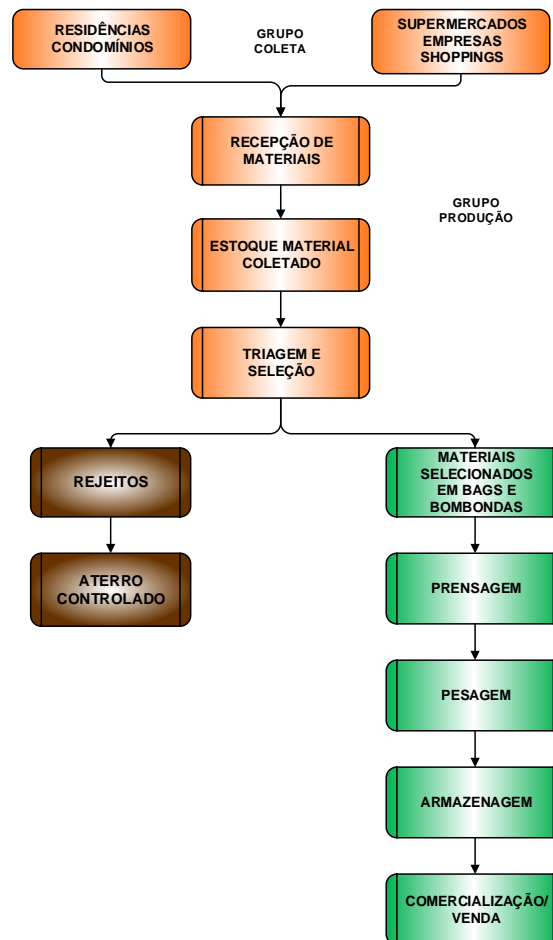 RESIDÊNCIAS
CONDOMÍNIOS
GRUPO
COLETA
SUPERMERCADOS
EMPRESAS
SHOPPINGS
RECEPÇÃO DE
MATERIAIS
GRUPO
PRODUÇÃO
ESTOQUE MATERIAL
COLETADO
TRIAGEM E
SELEÇÃO
REJEITOS
MATERIAIS
SELECIONADOS
EM BAGS E
BOMBONDAS
ATERRO
CONTROLADO
PRENSAGEM
PESAGEM
ARMAZENAGEM
COMERCIALIZAÇÃO/
VENDA